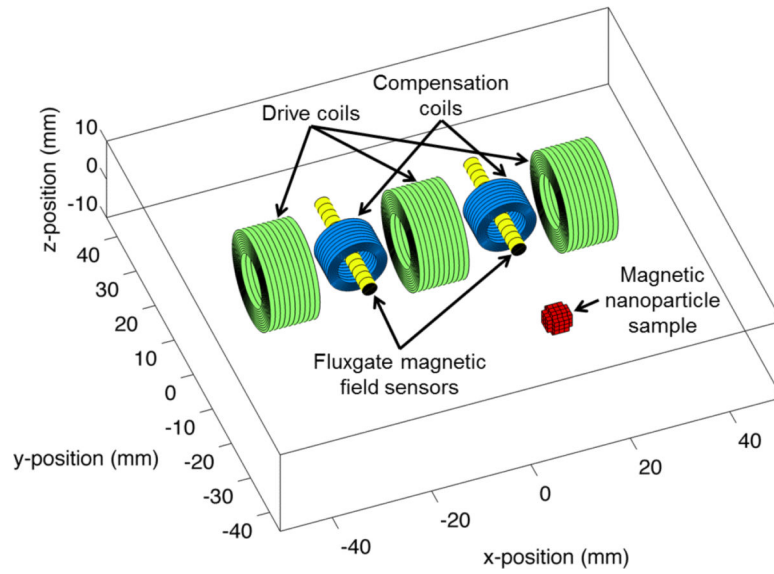 Compensation
coils
Drive coils
z-position (mm)
10
0
-10
40
30
20
10
0
-10
-20
-30
-40
y-position (mm)
Magnetic
nanoparticle
sample
Fluxgate magnetic
field sensors
-40
-20
0
20
40
x-position (mm)